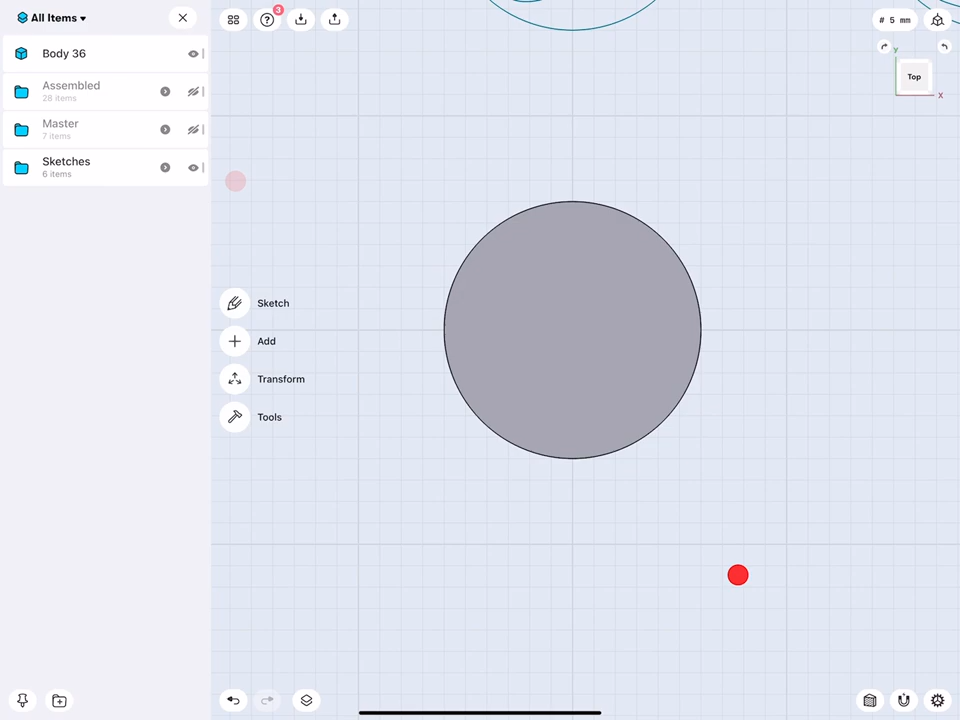 All Items ▾
Body 36
Assembled
28 items
Master
7 items
Sketches
6 items
?
3
# 5 mm
y
Top
x
Sketch
Add
Transform
Tools